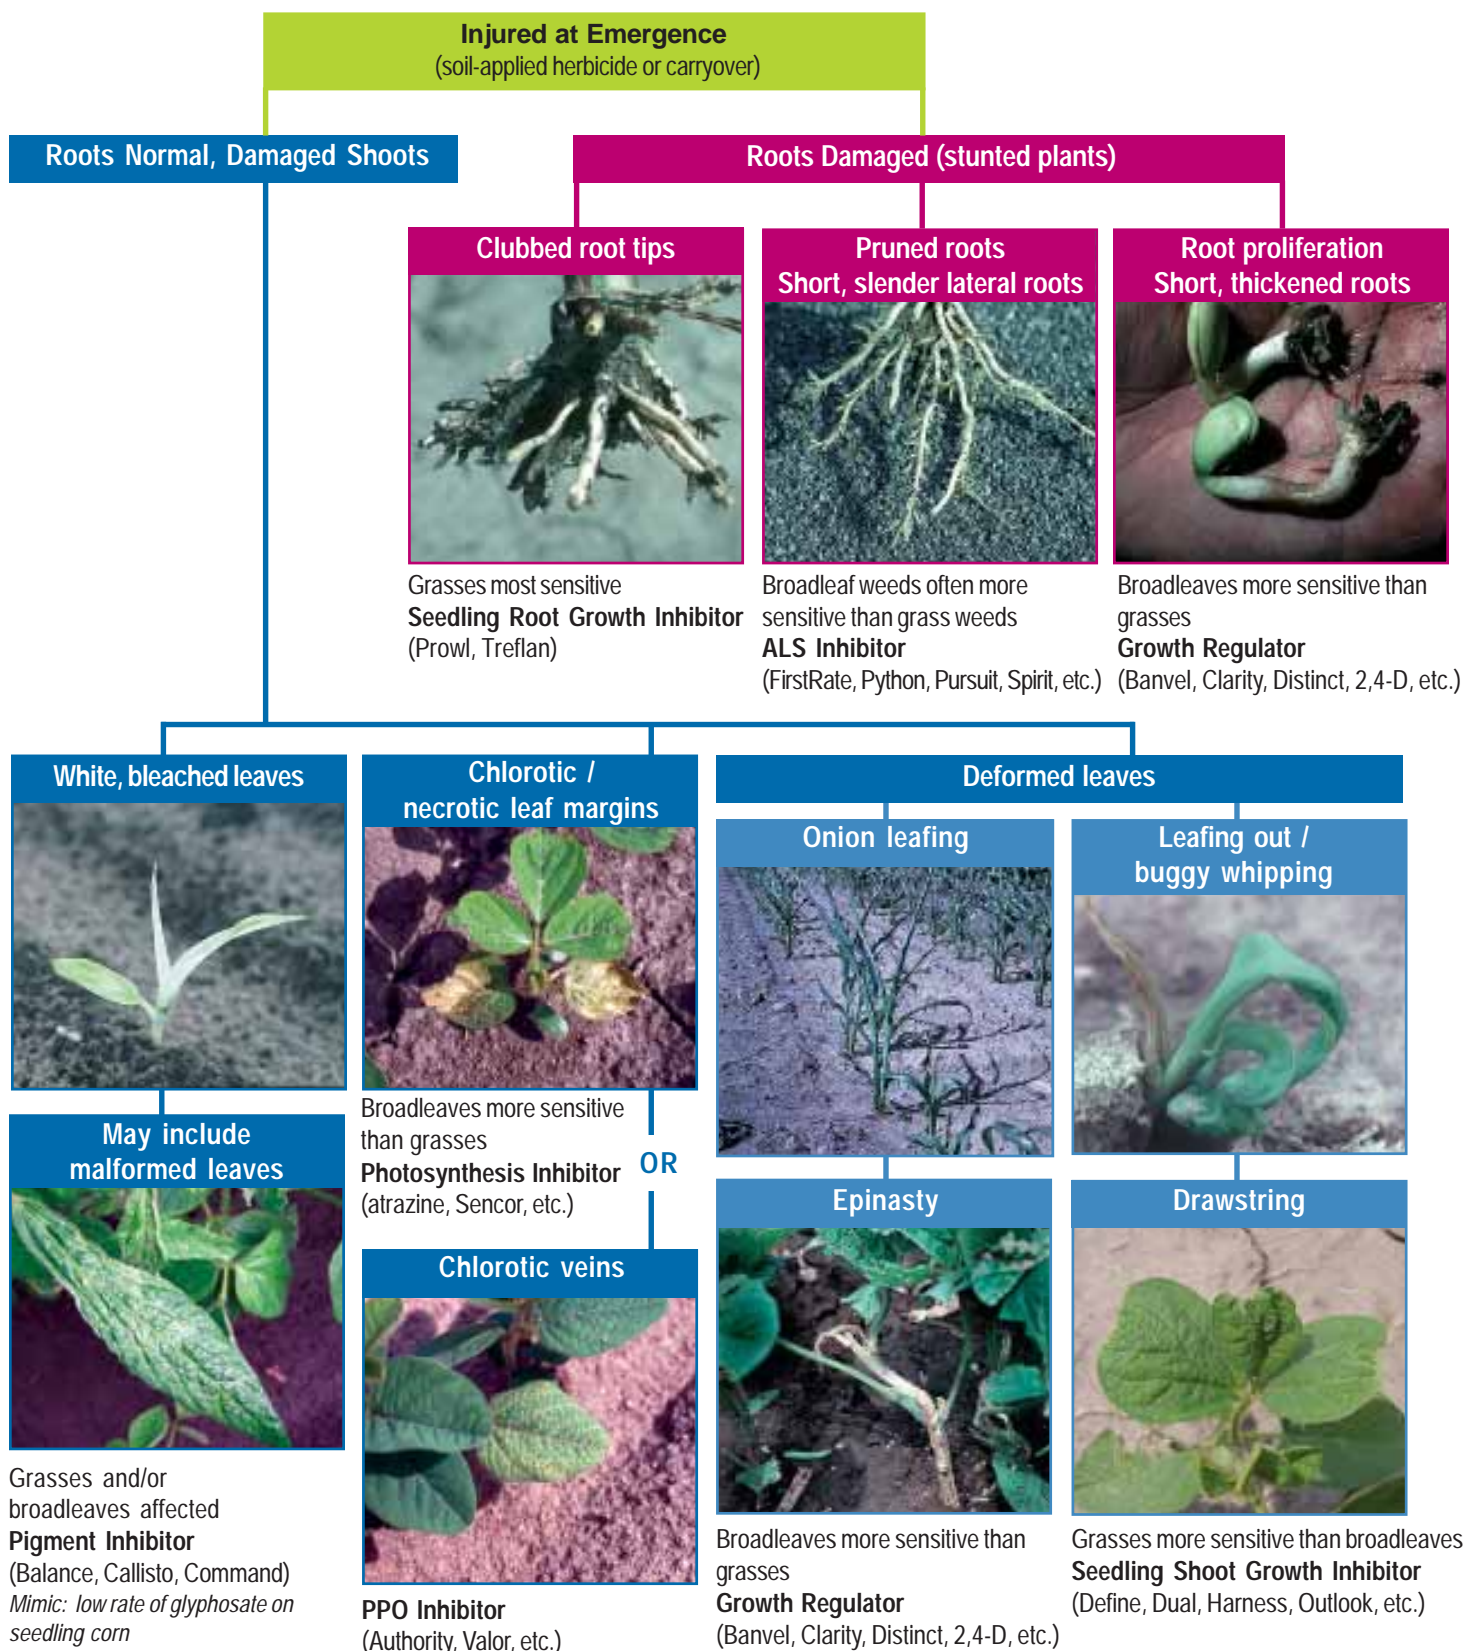 Injured at Emergence
(soil-applied herbicide or carryover)
Roots Normal, Damaged Shoots
Roots Damaged (stunted plants)
Clubbed root tips
Grasses most sensitive
Seedling Root Growth Inhibitor
(Prowl, Treflan)
Pruned roots
Short, slender lateral roots
Broadleaf weeds often more
sensitive than grass weeds
ALS Inhibitor
(FirstRate, Python, Pursuit, Spirit, etc.)
Root proliferation
Short, thickened roots
Broadleaves more sensitive than
grasses
Growth Regulator
(Banvel, Clarity, Distinct, 2,4-D, etc.)
White, bleached leaves
May include
malformed leaves
Grasses and/or
broadleaves affected
Pigment Inhibitor
(Balance, Callisto, Command)
Mimic: low rate of glyphosate on
seedling corn
Chlorotic /
necrotic leaf margins
Broadleaves more sensitive
than grasses
Photosynthesis Inhibitor
(atrazine, Sencor, etc.)
OR
Chlorotic veins
PPO Inhibitor
(Authority, Valor, etc.)
Deformed leaves
Onion leafing
Epinasty
Broadleaves more sensitive than
grasses
Growth Regulator
(Banvel, Clarity, Distinct, 2,4-D, etc.)
Leafing out /
buggy whipping
Drawstring
Grasses more sensitive than broadleaves
Seedling Shoot Growth Inhibitor
(Define, Dual, Harness, Outlook, etc.)